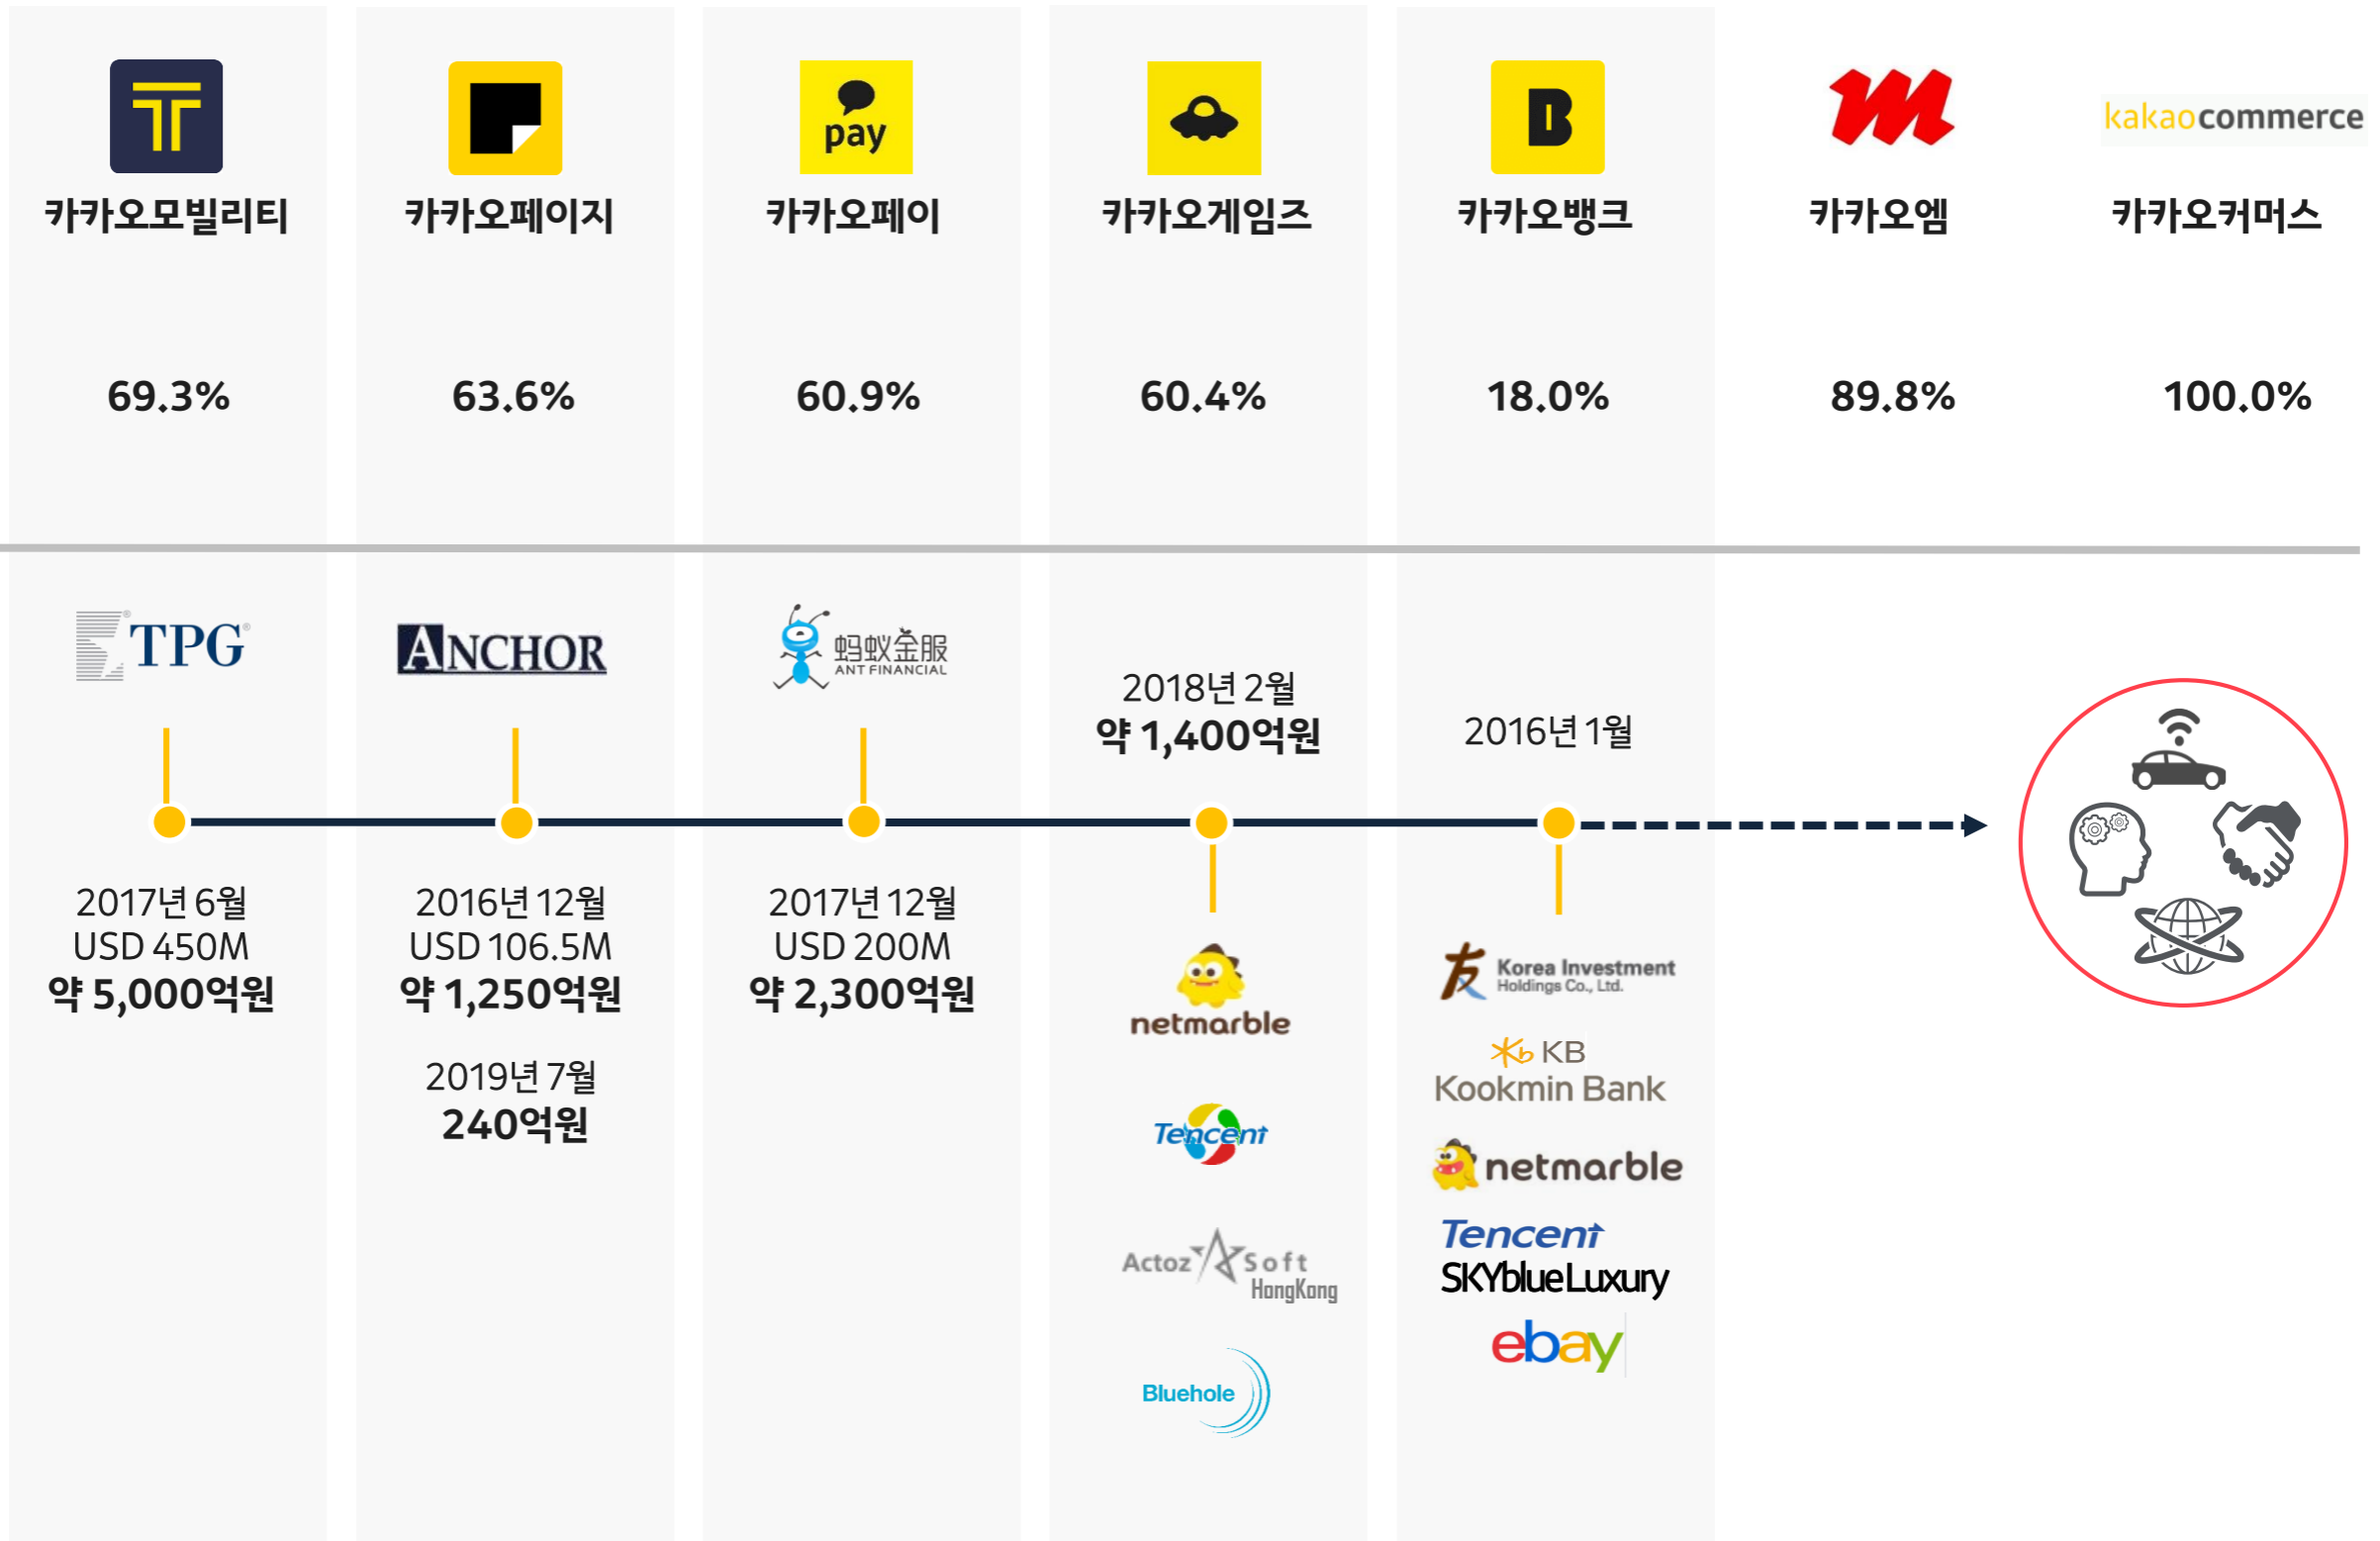 pay
B
kakaocommerce
카카오모빌리티
카카오페이지
카카오페이
카카오게임즈
카카오뱅크
카카오엠
카카오커머스
69.3%
63.6%
60.9%
60.4%
18.0%
89.8%
100.0%
TPG
2017년 6월
USD 450M
약 5,000억원
ANCHOR
2016년 12월
USD 106.5M
약 1,250억원
2019년 7월
240억원
蚂蚁金服
ANT FINANCIAL
2017년 12월
USD 200M
약 2,300억원
2018년 2월
약 1,400억원
netmarble
Tencent
Actoz Soft
HongKong
Bluehole
2016년 1월
友 Korea Investment
Holdings Co., Ltd.
KB
Kookmin Bank
netmarble
Tencent
SKYblueLuxury
ebay